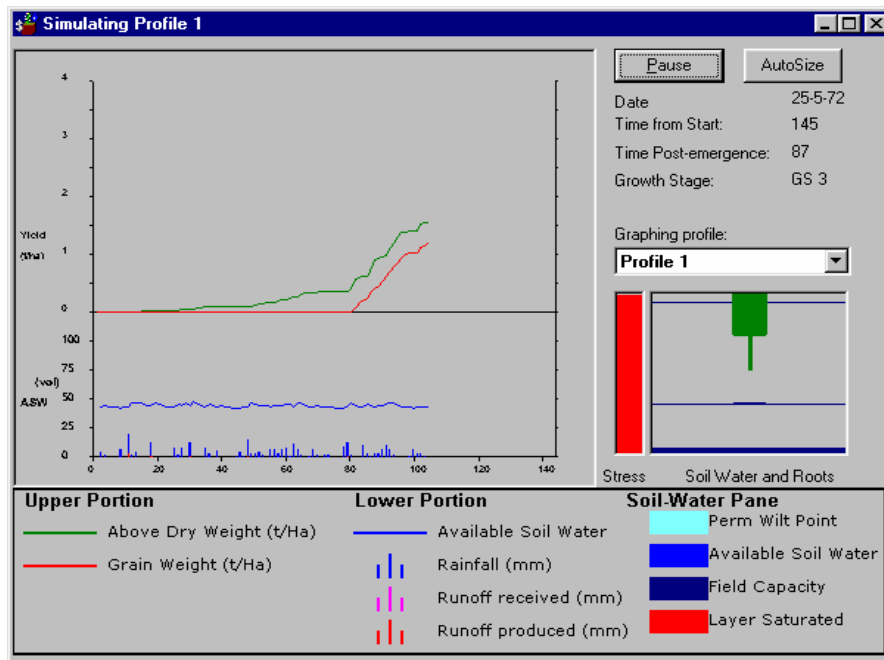 Simulating Profile 1
Pause
AutoSize
Date 25-5-72
Time from Start: 145
Time Post-emergence: 87
Growth Stage: GS 3
Graphing profile:
Profile 1
4
3
2
Yield
(t/ha)
1
0
100
75
(vol)
ASW
50
25
0
0 20 40 60 80 100 120 140
Stress Soil Water and Roots
Upper Portion
Above Dry Weight (t/Ha)
Grain Weight (t/Ha)
Lower Portion
Available Soil Water
Rainfall (mm)
Runoff received (mm)
Runoff produced (mm)
Soil-Water Pane
Perm Wilt Point
Available Soil Water
Field Capacity
Layer Saturated